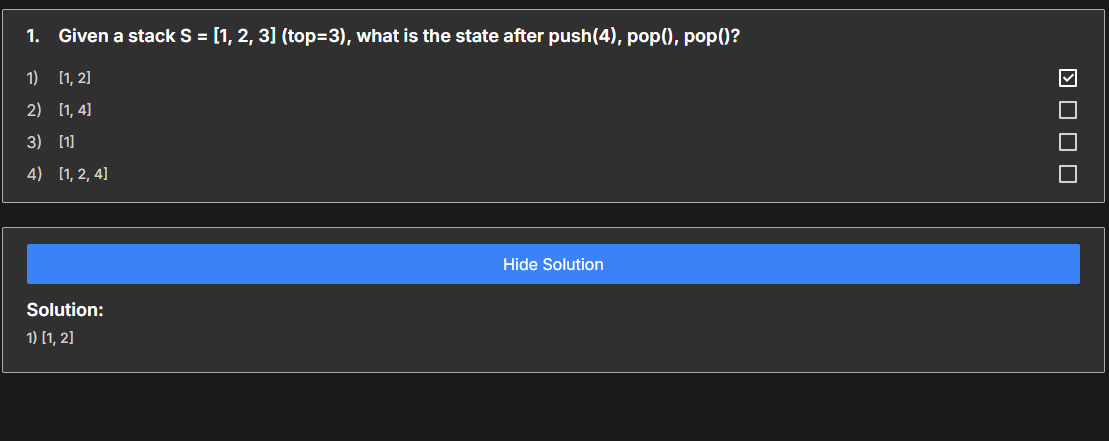 1. Given a stack S = [1, 2, 3] (top=3), what is the state after push(4), pop(), pop()?
1) [1, 2]
2) [1, 4]
3) [1]
4) [1, 2, 4]
Hide Solution
Solution:
1) [1, 2]